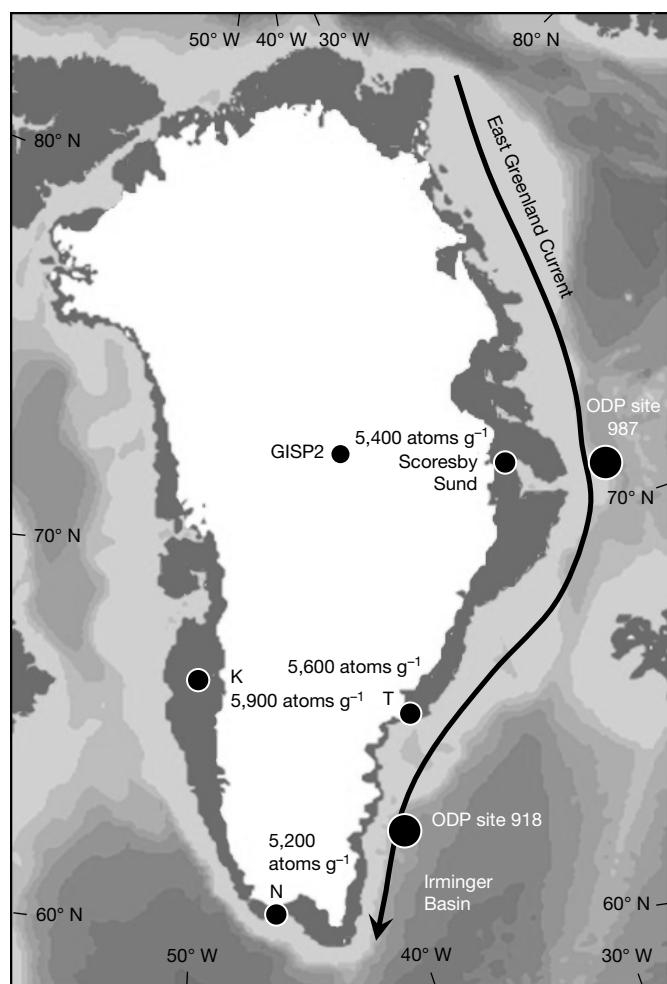 50° W
40° W
30° W
80° N
80° N
East Greenland Current
ODP site
987
5,400 atoms g⁻¹
GISP2
Scoresby
Sund
70° N
70° N
5,600 atoms g⁻¹
K
5,900 atoms g⁻¹
T
ODP site 918
5,200
atoms g⁻¹
N
Irminger
Basin
60° N
60° N
50° W
40° W
30° W